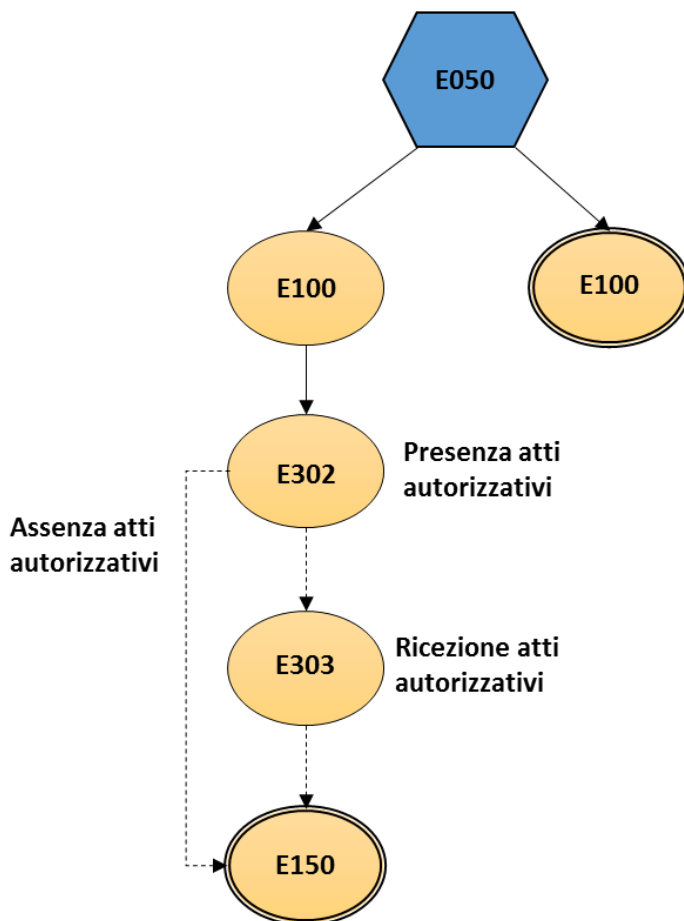 E050
E100
E100
E302
Presenza atti
autorizzativi
Assenza atti
autorizzativi
E303
Ricezione atti
autorizzativi
E150